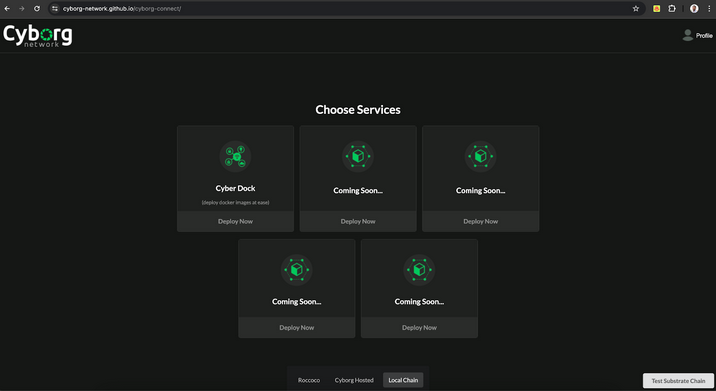 cyborg-network.github.io/cyborg-connect/
Cyborg
network
Profile
Choose Services
Cyber Dock
(deploy docker images at ease)
Deploy Now
Coming Soon...
Deploy Now
Coming Soon...
Deploy Now
Coming Soon...
Deploy Now
Coming Soon...
Deploy Now
Roccoco
Cyborg Hosted
Local Chain
Test Substrate Chain